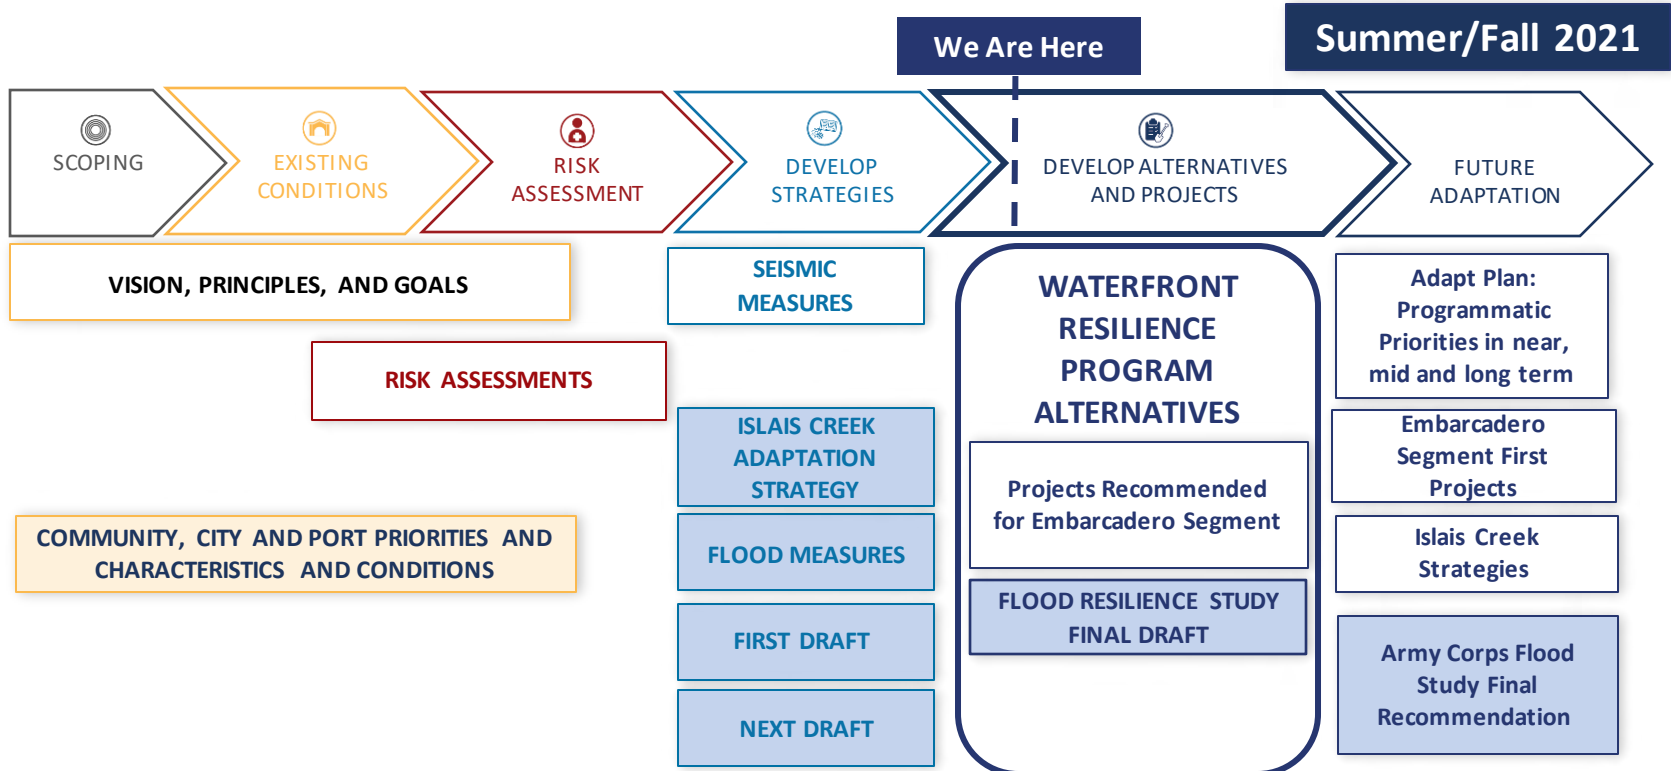 We Are Here
Summer/Fall 2021
SCOPING
EXISTING
CONDITIONS
RISK
ASSESSMENT
DEVELOP
STRATEGIES
DEVELOP ALTERNATIVES
AND PROJECTS
FUTURE
ADAPTATION
VISION, PRINCIPLES, AND GOALS
RISK ASSESSMENTS
COMMUNITY, CITY AND PORT PRIORITIES AND
CHARACTERISTICS AND CONDITIONS
SEISMIC
MEASURES
ISLAIS CREEK
ADAPTATION
STRATEGY
FLOOD MEASURES
FIRST DRAFT
NEXT DRAFT
WATERFRONT
RESILIENCE
PROGRAM
ALTERNATIVES
Projects Recommended
for Embarcadero Segment
FLOOD RESILIENCE STUDY
FINAL DRAFT
Adapt Plan:
Programmatic
Priorities in near,
mid and long term
Embarcadero
Segment First
Projects
Islais Creek
Strategies
Army Corps Flood
Study Final
Recommendation